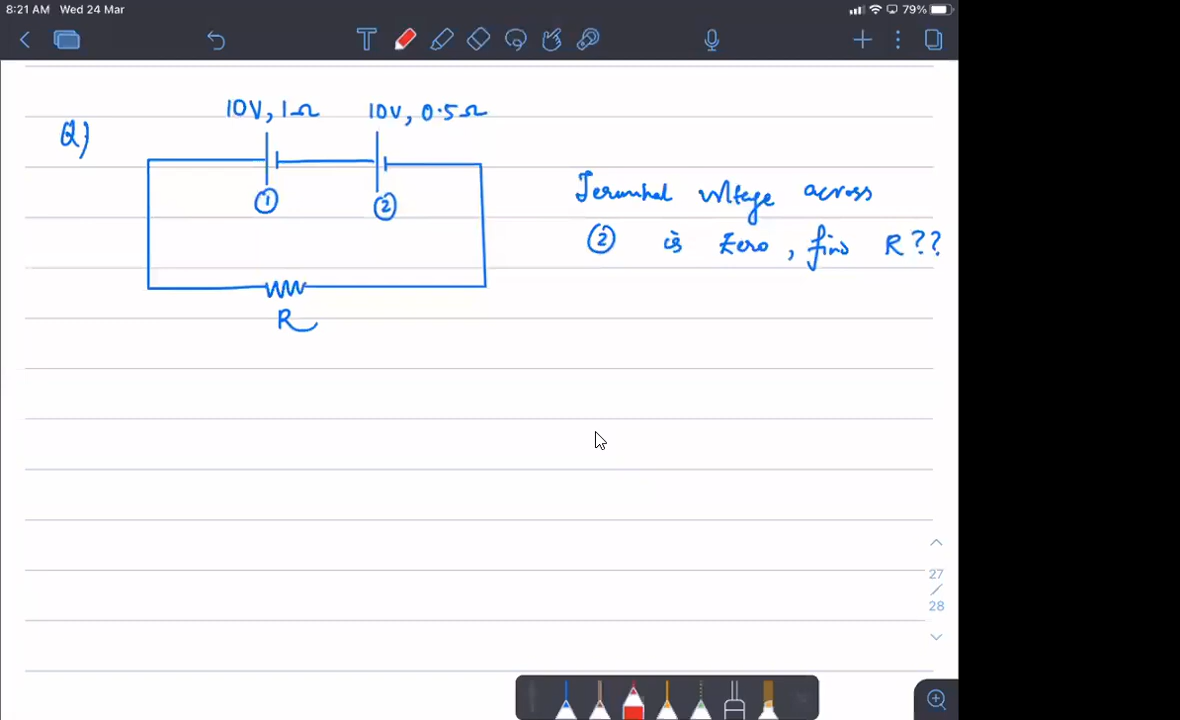 8:21 AM Wed 24 Mar
79%
Q)
10V, 1Ω
10V, 0.5Ω
①
②
R
Terminal voltage across
② is zero, find R??
27
/
28